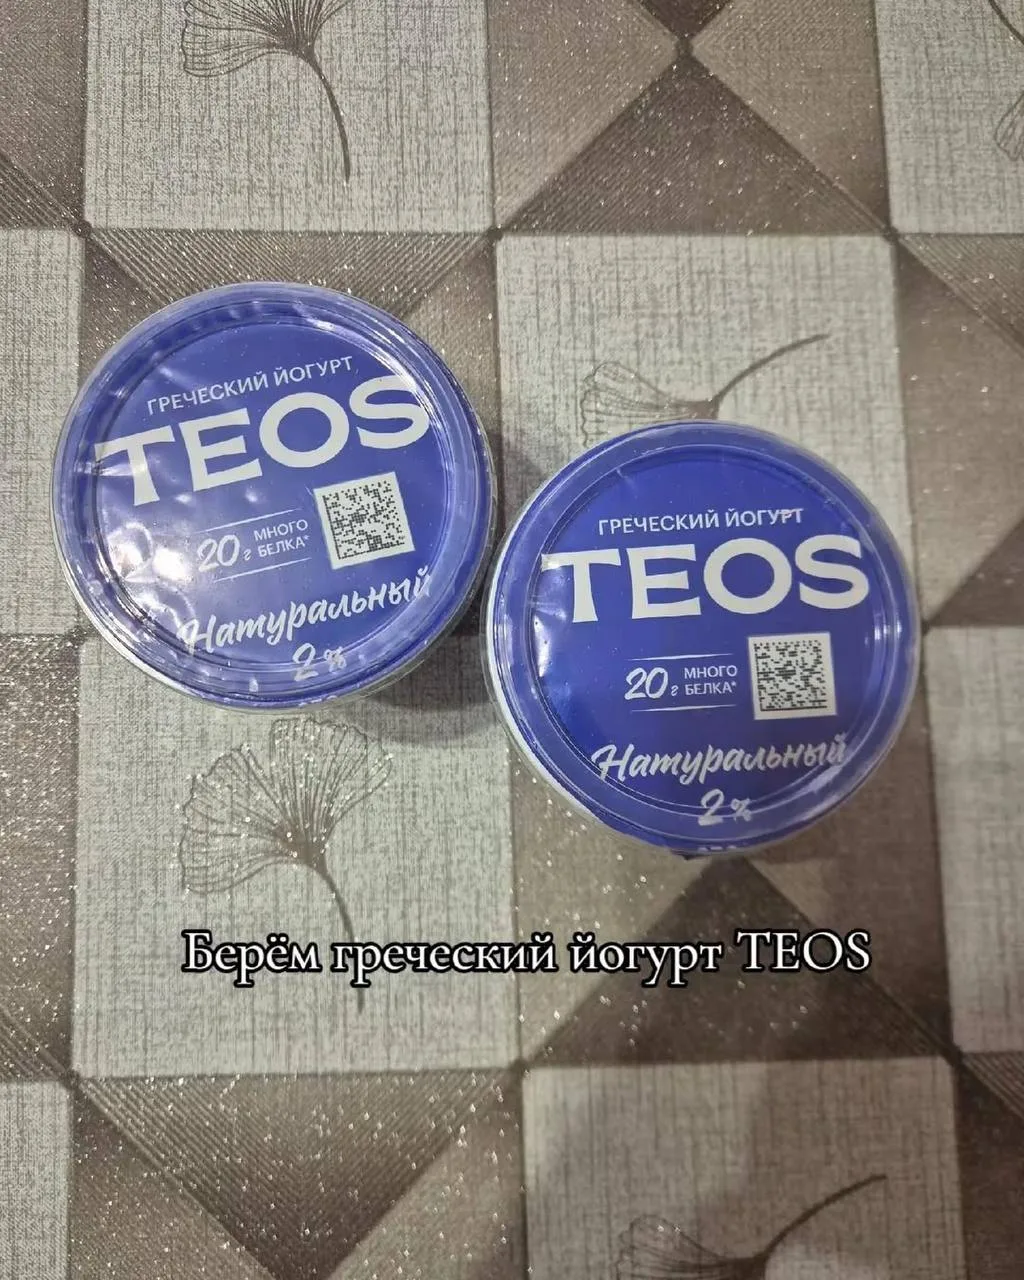 ГРЕЧЕСКИЙ ЙОГУРТ
TEOS
20 г МНОГО
БЕЛКА*
Натуральный
2%
ГРЕЧЕСКИЙ ЙОГУРТ
TEOS
20 г МНОГО
БЕЛКА*
Натуральный
2%
Берём греческий йогурт TEOS